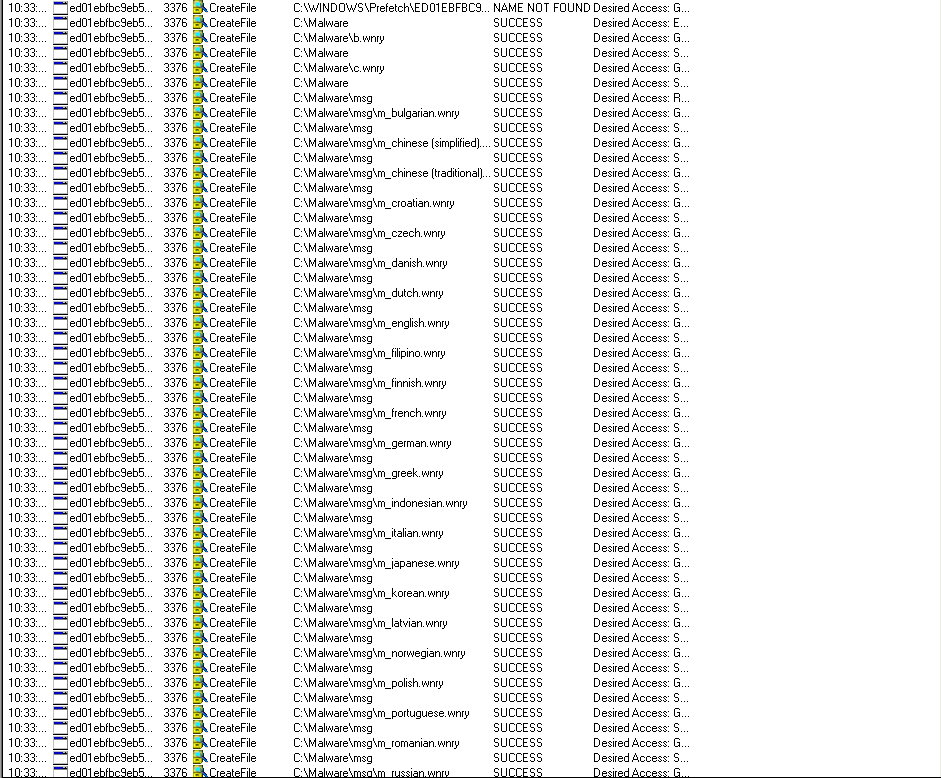 10:33:... ed01ebfbc9eb5... 3376 CreateFile C:\WINDOWS\Prefetch\ED01EBFBC9... NAME NOT FOUND Desired Access: G...
10:33:... ed01ebfbc9eb5... 3376 CreateFile C:\Malware SUCCESS Desired Access: E...
10:33:... ed01ebfbc9eb5... 3376 CreateFile C:\Malware\b.wnry SUCCESS Desired Access: G...
10:33:... ed01ebfbc9eb5... 3376 CreateFile C:\Malware SUCCESS Desired Access: S...
10:33:... ed01ebfbc9eb5... 3376 CreateFile C:\Malware\c.wnry SUCCESS Desired Access: G...
10:33:... ed01ebfbc9eb5... 3376 CreateFile C:\Malware SUCCESS Desired Access: S...
10:33:... ed01ebfbc9eb5... 3376 CreateFile C:\Malware\msg SUCCESS Desired Access: R...
10:33:... ed01ebfbc9eb5... 3376 CreateFile C:\Malware\msg\m_bulgarian.wnry SUCCESS Desired Access: G...
10:33:... ed01ebfbc9eb5... 3376 CreateFile C:\Malware\msg SUCCESS Desired Access: S...
10:33:... ed01ebfbc9eb5... 3376 CreateFile C:\Malware\msg\m_chinese (simplified).... SUCCESS Desired Access: G...
10:33:... ed01ebfbc9eb5... 3376 CreateFile C:\Malware\msg SUCCESS Desired Access: S...
10:33:... ed01ebfbc9eb5... 3376 CreateFile C:\Malware\msg\m_chinese (traditional)... SUCCESS Desired Access: G...
10:33:... ed01ebfbc9eb5... 3376 CreateFile C:\Malware\msg SUCCESS Desired Access: S...
10:33:... ed01ebfbc9eb5... 3376 CreateFile C:\Malware\msg\m_croatian.wnry SUCCESS Desired Access: G...
10:33:... ed01ebfbc9eb5... 3376 CreateFile C:\Malware\msg SUCCESS Desired Access: S...
10:33:... ed01ebfbc9eb5... 3376 CreateFile C:\Malware\msg\m_czech.wnry SUCCESS Desired Access: G...
10:33:... ed01ebfbc9eb5... 3376 CreateFile C:\Malware\msg SUCCESS Desired Access: S...
10:33:... ed01ebfbc9eb5... 3376 CreateFile C:\Malware\msg\m_danish.wnry SUCCESS Desired Access: G...
10:33:... ed01ebfbc9eb5... 3376 CreateFile C:\Malware\msg SUCCESS Desired Access: S...
10:33:... ed01ebfbc9eb5... 3376 CreateFile C:\Malware\msg\m_dutch.wnry SUCCESS Desired Access: G...
10:33:... ed01ebfbc9eb5... 3376 CreateFile C:\Malware\msg SUCCESS Desired Access: S...
10:33:... ed01ebfbc9eb5... 3376 CreateFile C:\Malware\msg\m_english.wnry SUCCESS Desired Access: G...
10:33:... ed01ebfbc9eb5... 3376 CreateFile C:\Malware\msg SUCCESS Desired Access: S...
10:33:... ed01ebfbc9eb5... 3376 CreateFile C:\Malware\msg\m_filipino.wnry SUCCESS Desired Access: G...
10:33:... ed01ebfbc9eb5... 3376 CreateFile C:\Malware\msg SUCCESS Desired Access: S...
10:33:... ed01ebfbc9eb5... 3376 CreateFile C:\Malware\msg\m_finnish.wnry SUCCESS Desired Access: G...
10:33:... ed01ebfbc9eb5... 3376 CreateFile C:\Malware\msg SUCCESS Desired Access: S...
10:33:... ed01ebfbc9eb5... 3376 CreateFile C:\Malware\msg\m_french.wnry SUCCESS Desired Access: G...
10:33:... ed01ebfbc9eb5... 3376 CreateFile C:\Malware\msg SUCCESS Desired Access: S...
10:33:... ed01ebfbc9eb5... 3376 CreateFile C:\Malware\msg\m_german.wnry SUCCESS Desired Access: G...
10:33:... ed01ebfbc9eb5... 3376 CreateFile C:\Malware\msg SUCCESS Desired Access: S...
10:33:... ed01ebfbc9eb5... 3376 CreateFile C:\Malware\msg\m_greek.wnry SUCCESS Desired Access: G...
10:33:... ed01ebfbc9eb5... 3376 CreateFile C:\Malware\msg SUCCESS Desired Access: S...
10:33:... ed01ebfbc9eb5... 3376 CreateFile C:\Malware\msg\m_indonesian.wnry SUCCESS Desired Access: G...
10:33:... ed01ebfbc9eb5... 3376 CreateFile C:\Malware\msg SUCCESS Desired Access: S...
10:33:... ed01ebfbc9eb5... 3376 CreateFile C:\Malware\msg\m_italian.wnry SUCCESS Desired Access: G...
10:33:... ed01ebfbc9eb5... 3376 CreateFile C:\Malware\msg SUCCESS Desired Access: S...
10:33:... ed01ebfbc9eb5... 3376 CreateFile C:\Malware\msg\m_japanese.wnry SUCCESS Desired Access: G...
10:33:... ed01ebfbc9eb5... 3376 CreateFile C:\Malware\msg SUCCESS Desired Access: S...
10:33:... ed01ebfbc9eb5... 3376 CreateFile C:\Malware\msg\m_korean.wnry SUCCESS Desired Access: G...
10:33:... ed01ebfbc9eb5... 3376 CreateFile C:\Malware\msg SUCCESS Desired Access: S...
10:33:... ed01ebfbc9eb5... 3376 CreateFile C:\Malware\msg\m_latvian.wnry SUCCESS Desired Access: G...
10:33:... ed01ebfbc9eb5... 3376 CreateFile C:\Malware\msg SUCCESS Desired Access: S...
10:33:... ed01ebfbc9eb5... 3376 CreateFile C:\Malware\msg\m_norwegian.wnry SUCCESS Desired Access: G...
10:33:... ed01ebfbc9eb5... 3376 CreateFile C:\Malware\msg SUCCESS Desired Access: S...
10:33:... ed01ebfbc9eb5... 3376 CreateFile C:\Malware\msg\m_polish.wnry SUCCESS Desired Access: G...
10:33:... ed01ebfbc9eb5... 3376 CreateFile C:\Malware\msg SUCCESS Desired Access: S...
10:33:... ed01ebfbc9eb5... 3376 CreateFile C:\Malware\msg\m_portuguese.wnry SUCCESS Desired Access: G...
10:33:... ed01ebfbc9eb5... 3376 CreateFile C:\Malware\msg SUCCESS Desired Access: S...
10:33:... ed01ebfbc9eb5... 3376 CreateFile C:\Malware\msg\m_romanian.wnry SUCCESS Desired Access: G...
10:33:... ed01ebfbc9eb5... 3376 CreateFile C:\Malware\msg SUCCESS Desired Access: S...
10:33:... ed01ebfbc9eb5... 3376 CreateFile C:\Malware\msg\m_russian.wnry SUCCESS Desired Access: G...